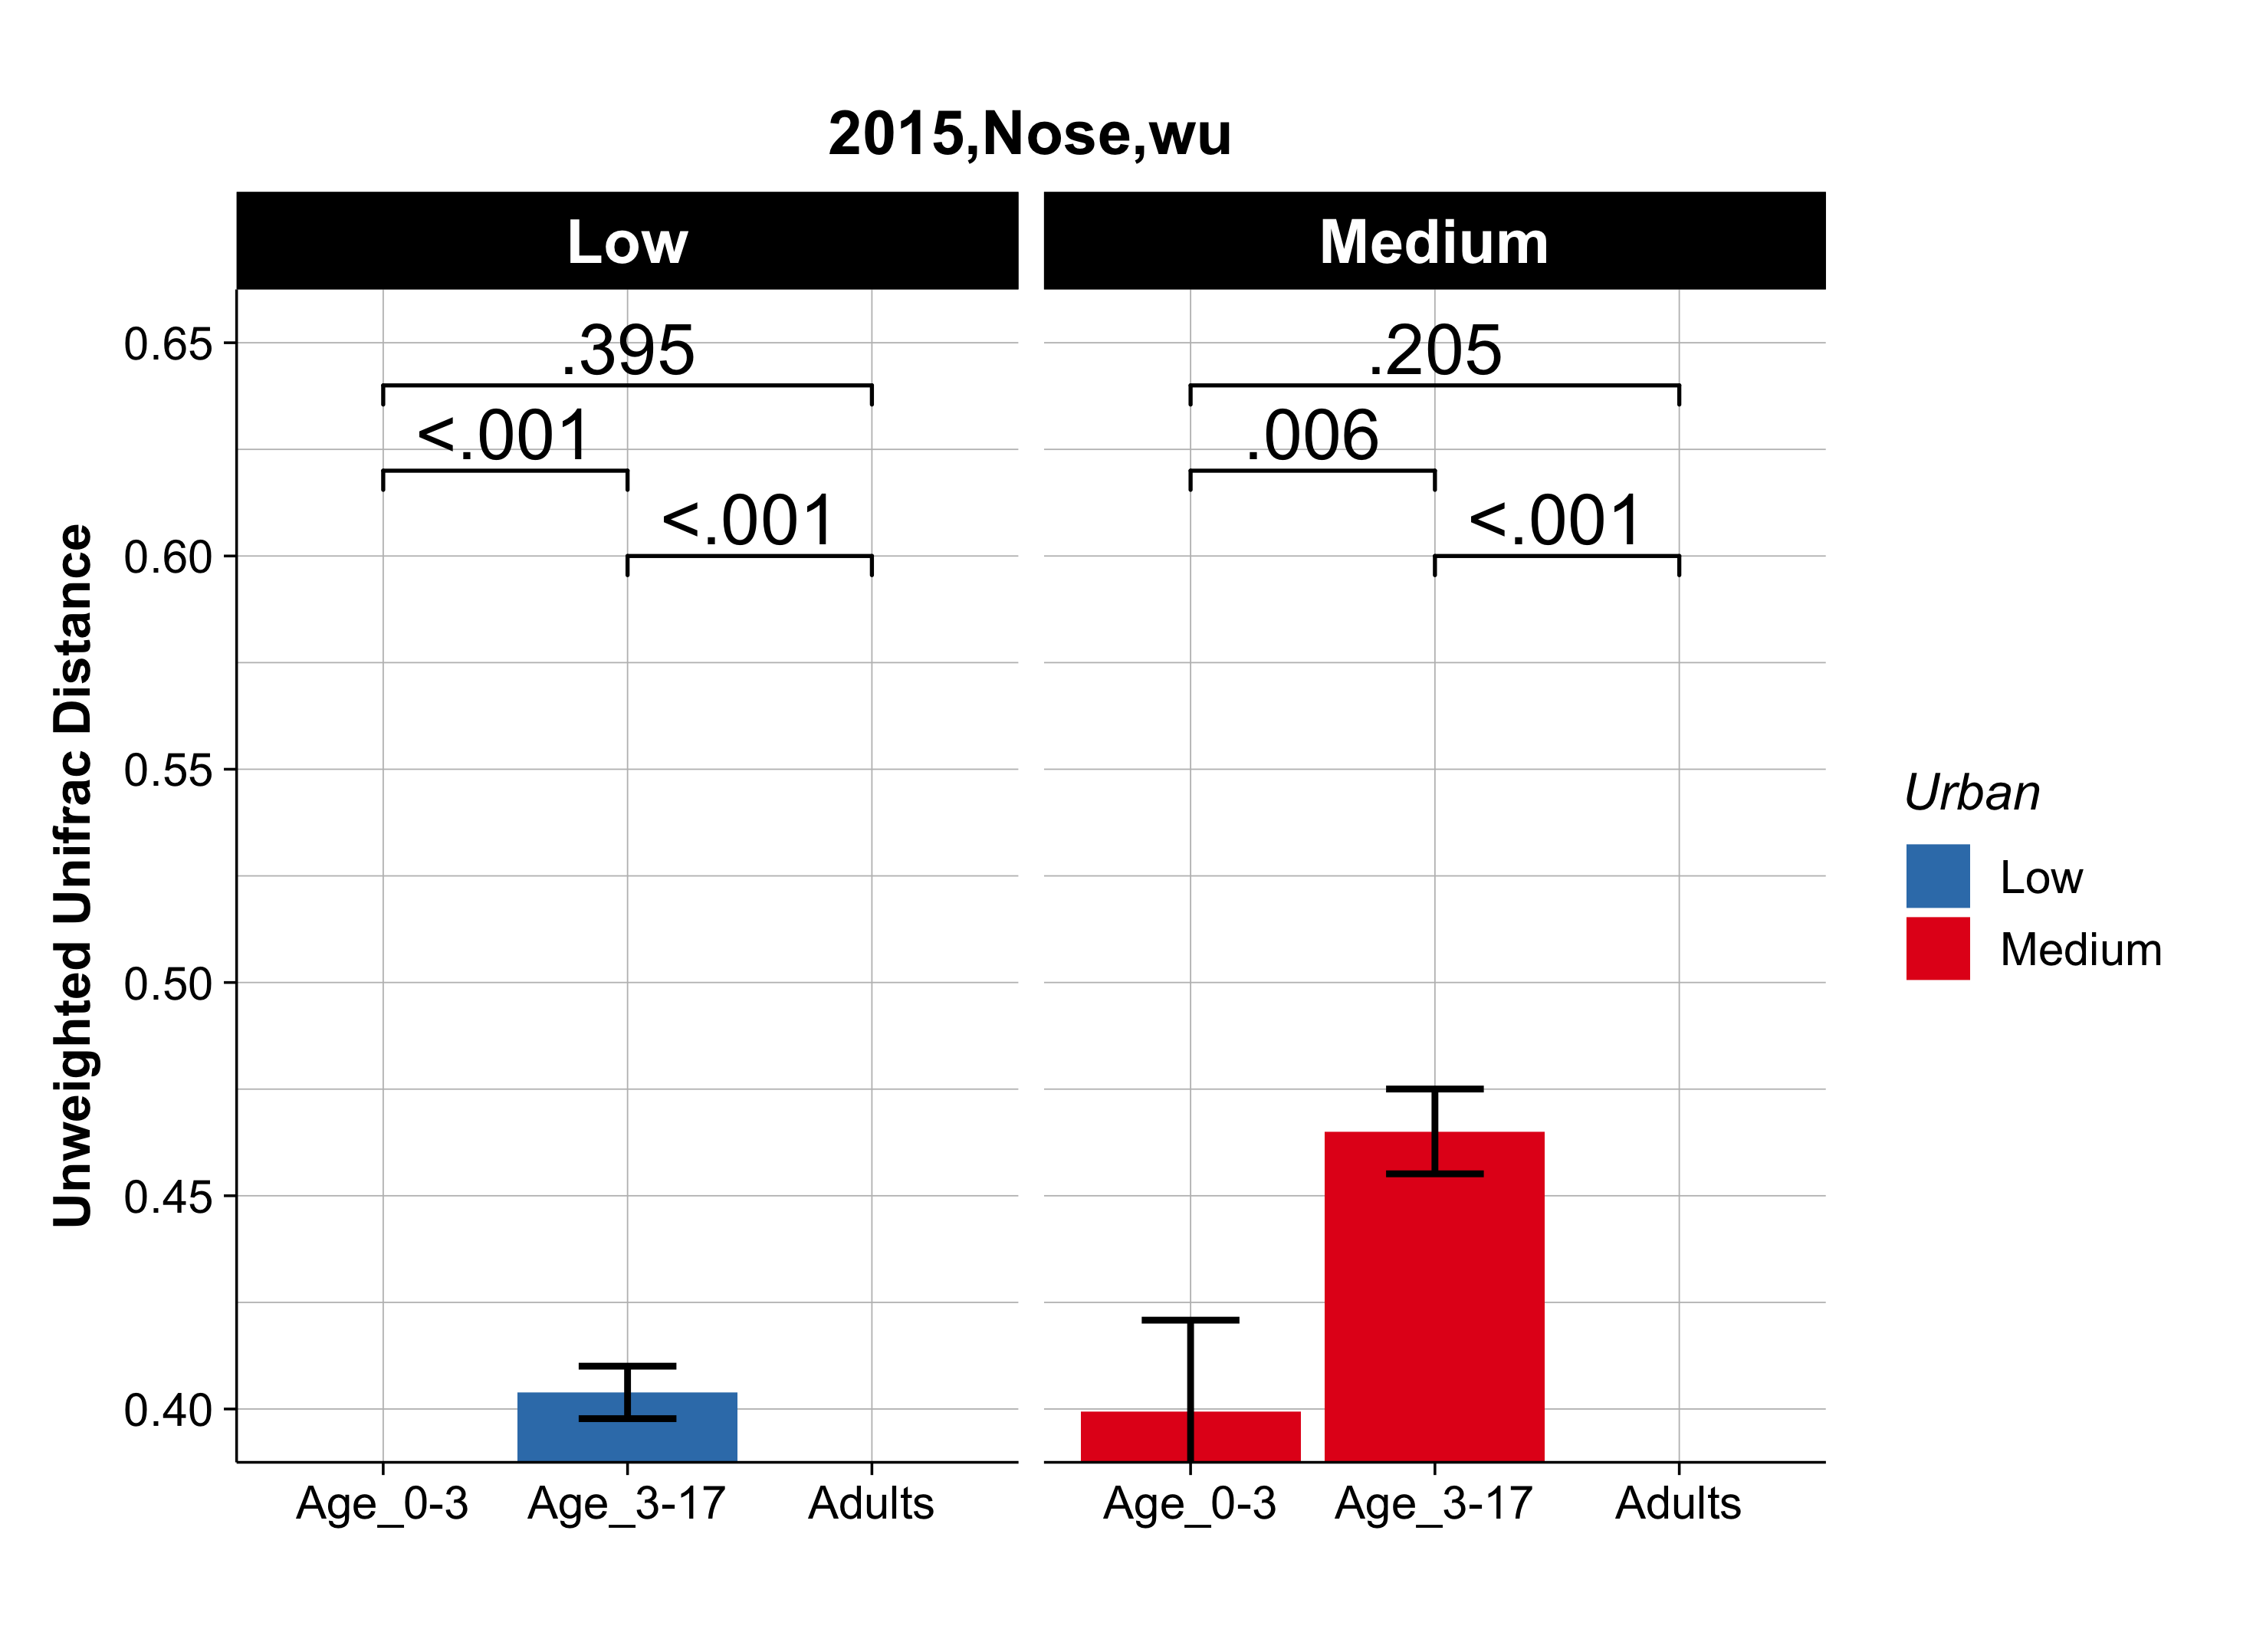 2015,Nose,wu
Low
Medium
Unweighted Unifrac Distance
0.65
0.60
0.55
0.50
0.45
0.40
.395
<.001
<.001
.205
.006
<.001
Age_0-3
Age_3-17
Adults
Age_0-3
Age_3-17
Adults
Urban
Low
Medium